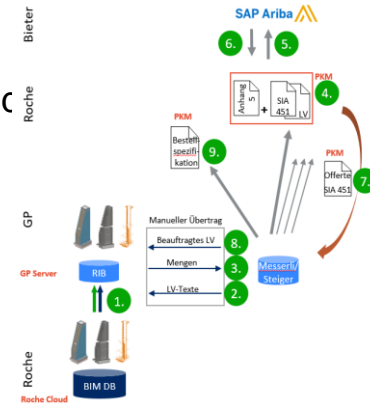 SAP Ariba
Bieter
6.
5.
Roche
PKM
4.
Anhang
5
+
SIA
451
LV
PKM
Bestell-
spezifi-
kation
9.
PKM
Offerte
SIA 451
7.
GP
Manueller Übertrag
Beauftragtes LV
8.
Mengen
3.
LV-Texte
2.
Messerli/
Steiger
GP Server
RIB
1.
Roche
BIM DB
Roche Cloud